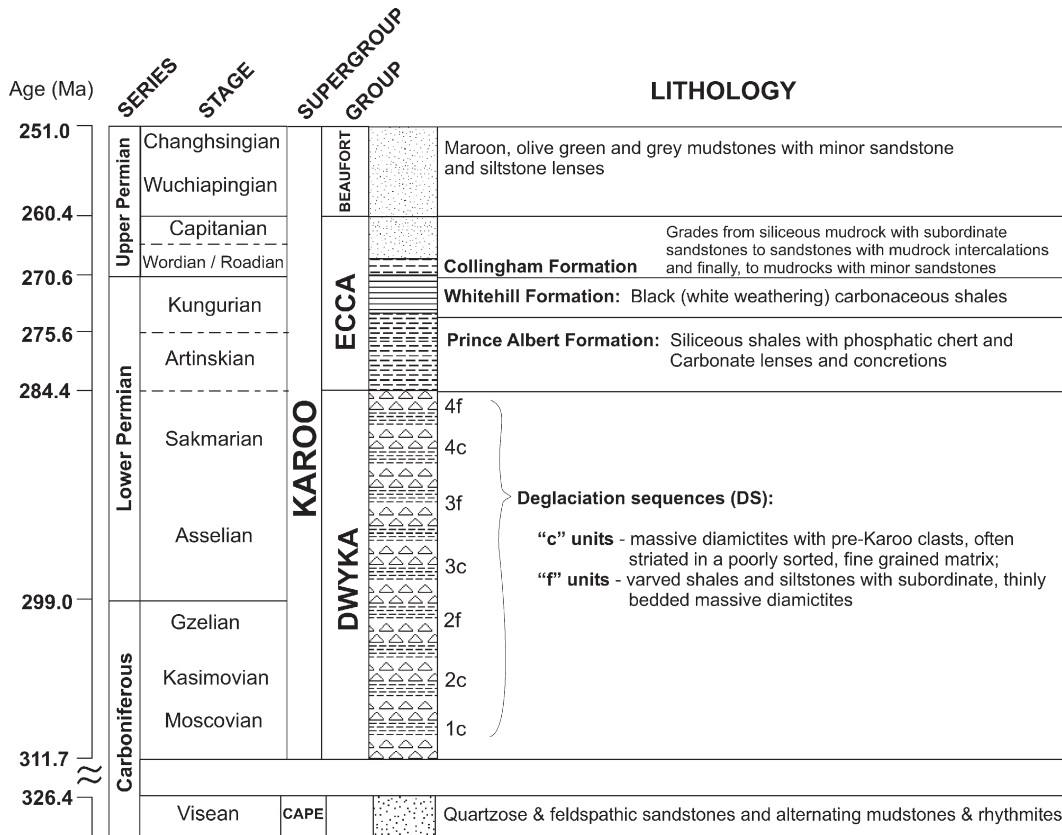 Age (Ma)
SERIES
STAGE
SUPERGROUP
GROUP
LITHOLOGY
251.0
260.4
270.6
275.6
284.4
299.0
311.7
326.4
Upper Permian
Lower Permian
Carboniferous
Changhsingian
Wuchiapingian
Capitanian
Wordian / Roadian
Kungurian
Artinskian
Sakmarian
Asselian
Gzelian
Kasimovian
Moscovian
Visean
KAROO
CAPE
BEAUFORT
ECCA
DWYKA
Maroon, olive green and grey mudstones with minor sandstone
and siltstone lenses
Grades from siliceous mudrock with subordinate
sandstones to sandstones with mudrock intercalations
Collingham Formation and finally, to mudrocks with minor sandstones
Whitehill Formation: Black (white weathering) carbonaceous shales
Prince Albert Formation: Siliceous shales with phosphatic chert and
Carbonate lenses and concretions
4f
4c
3f
3c
2f
2c
1c
Deglaciation sequences (DS):
“c” units - massive diamictites with pre-Karoo clasts, often
striated in a poorly sorted, fine grained matrix;
“f” units - varved shales and siltstones with subordinate, thinly
bedded massive diamictites
Quartzose & feldspathic sandstones and alternating mudstones & rhythmites